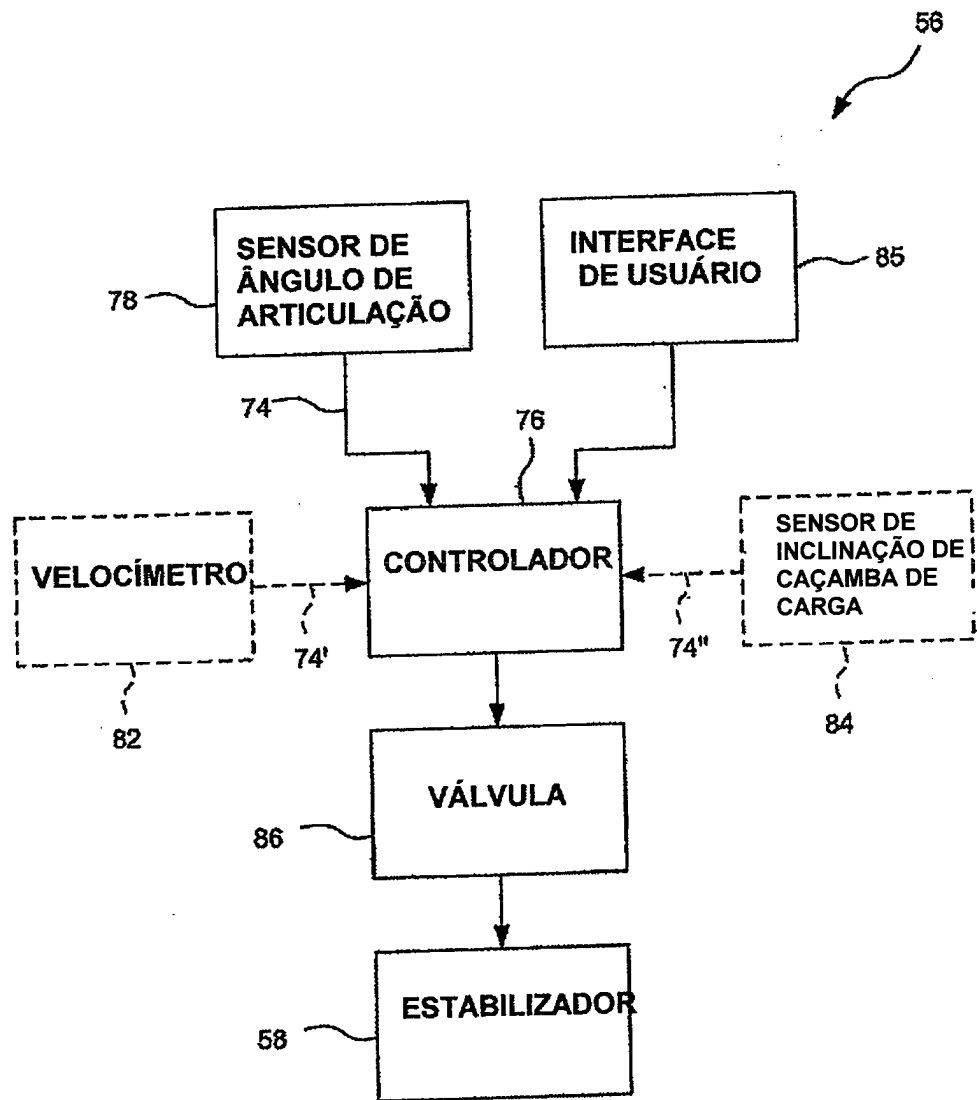 56
SENSOR DE
ÂNGULO DE
ARTICULAÇÃO
78
INTERFACE
DE USUÁRIO
85
74
76
VELOCÍMETRO
82
74'
CONTROLADOR
74"
SENSOR DE
INCLINAÇÃO DE
CAÇAMBA DE
CARGA
84
VÁLVULA
86
ESTABILIZADOR
58